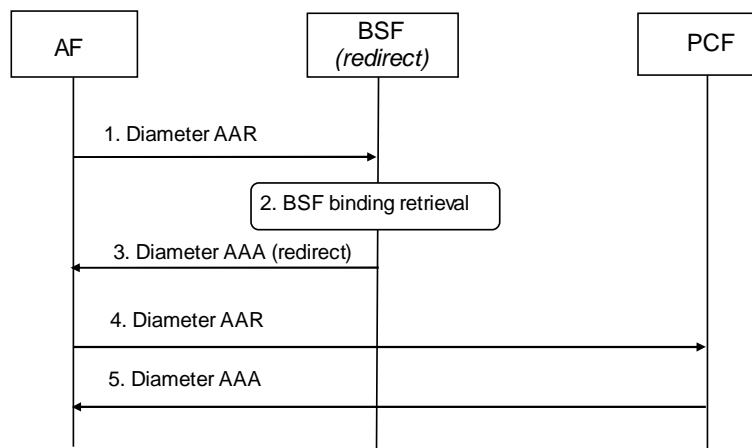 AF
BSF
(redirect)
PCF
1. Diameter AAR
2. BSF binding retrieval
3. Diameter AAA (redirect)
4. Diameter AAR
5. Diameter AAA